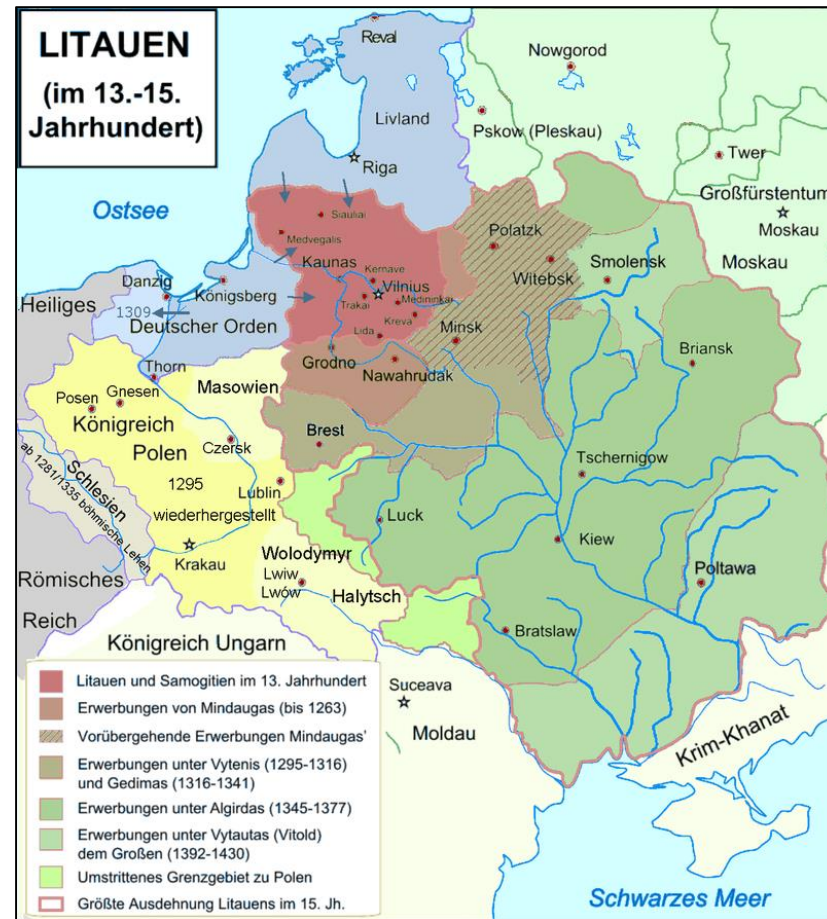 LITAUEN
(im 13.-15.
Jahrhundert)
Reval
Nowgorod
Livland
Pskow (Pleskau)
Twer
Riga
Großfürstentum
Moskau
Moskau
Ostsee
Siauliai
Medvegalis
Polatzk
Kaunas
Kernave
Witebsk
Smolensk
Danzig
Königsberg
Vilnius
Trakai
Medininkai
Heiliges
1309
Deutscher Orden
Kreva
Lida
Minsk
Grodno
Nawahrudak
Briansk
Thorn
Masowien
Posen
Gnesen
Königreich
Polen
Czersk
Brest
Tschernigow
Schlesien
ab 1281/1335 böhmische Lehen
1295
wiederhergestellt
Lublin
Luck
Kiew
Krakau
Wolodymyr
Lwiw
Lwów
Halytsch
Poltawa
Römisches
Reich
Bratslaw
Königreich Ungarn
Suceava
Moldau
Krim-Khanat
Schwarzes Meer
Litauen und Samogitien im 13. Jahrhundert
Erwerbungen von Mindaugas (bis 1263)
Vorübergehende Erwerbungen Mindaugas'
Erwerbungen unter Vytenis (1295-1316)
und Gedimas (1316-1341)
Erwerbungen unter Algirdas (1345-1377)
Erwerbungen unter Vytautas (Vitold)
dem Großen (1392-1430)
Umstrittenes Grenzgebiet zu Polen
Größte Ausdehnung Litauens im 15. Jh.